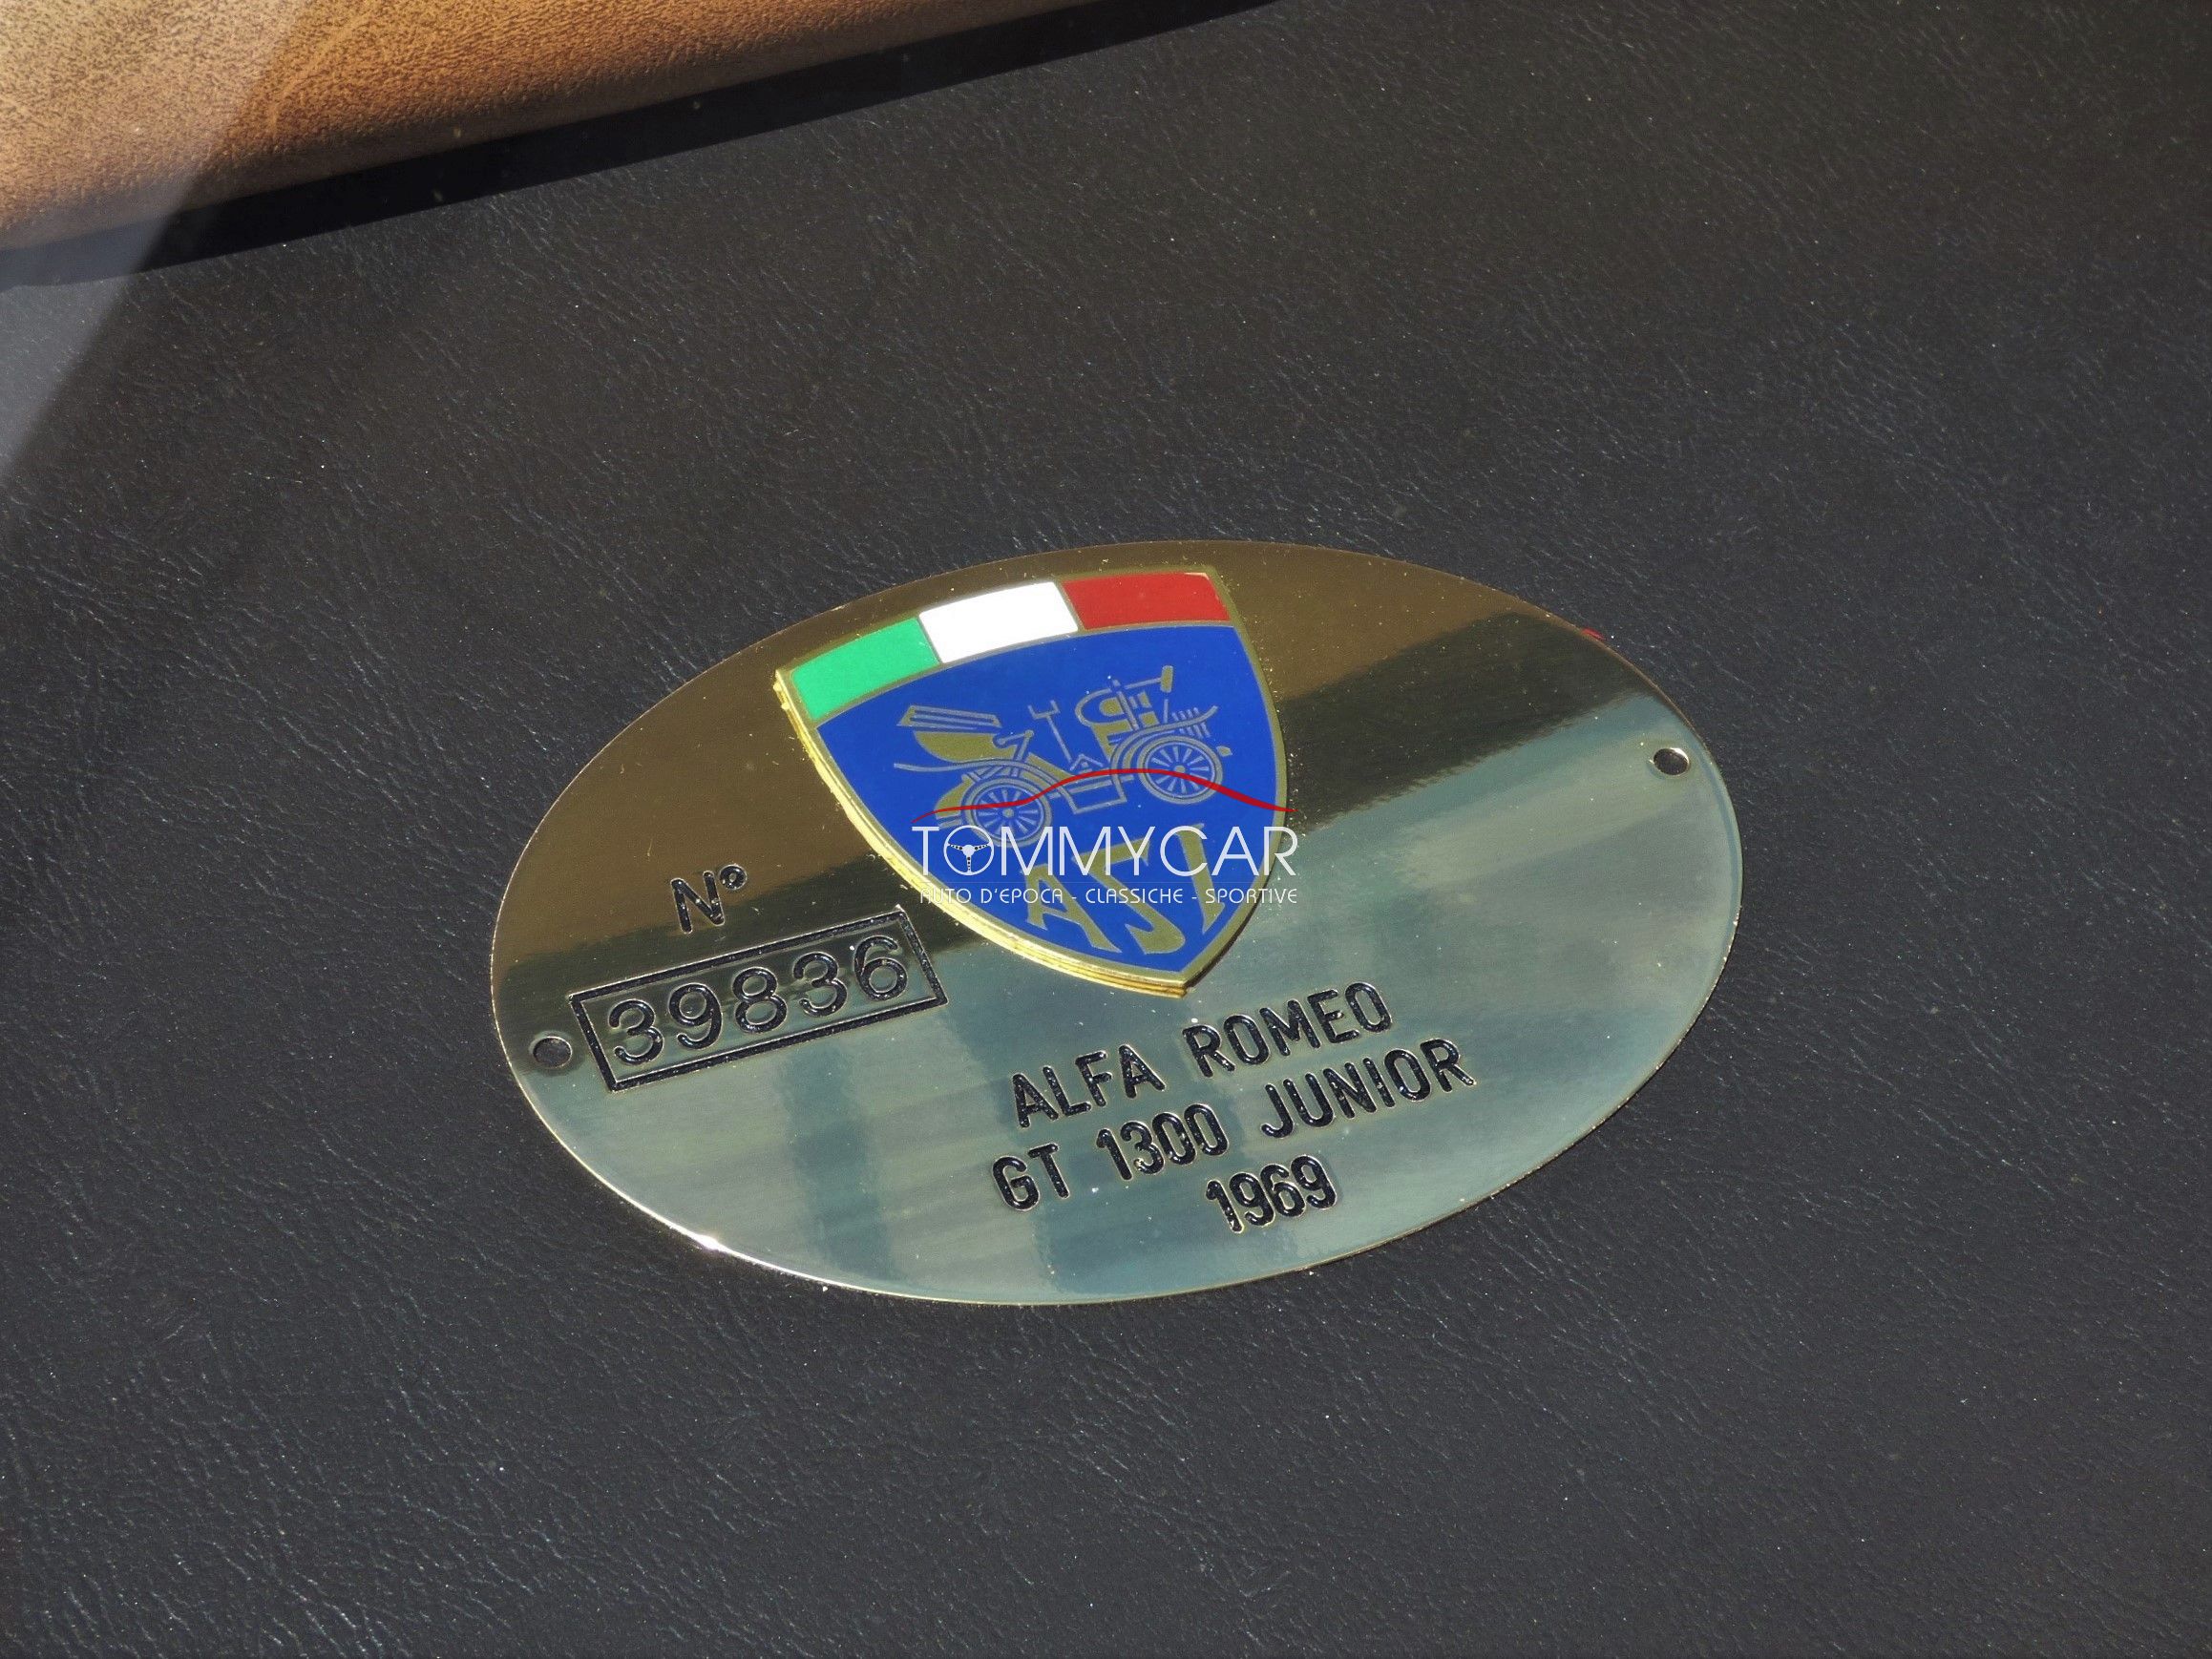 ASI
TOMMYCAR
AUTO D'EPOCA - CLASSICHE - SPORTIVE
N°
39836
ALFA ROMEO
GT 1300 JUNIOR
1969